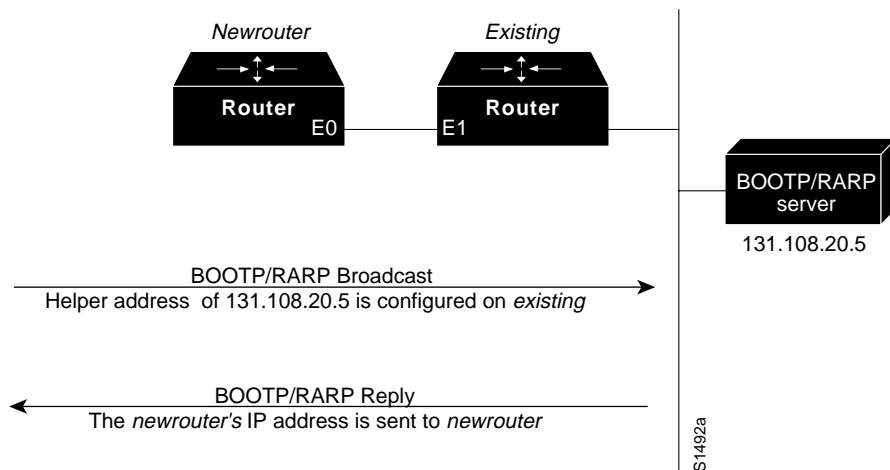 Newrouter
Existing
Router
E0
Router
E1
BOOTP/RARP
server
131.108.20.5
BOOTP/RARP Broadcast
Helper address of 131.108.20.5 is configured on existing
BOOTP/RARP Reply
The newrouter's IP address is sent to newrouter
S1492a